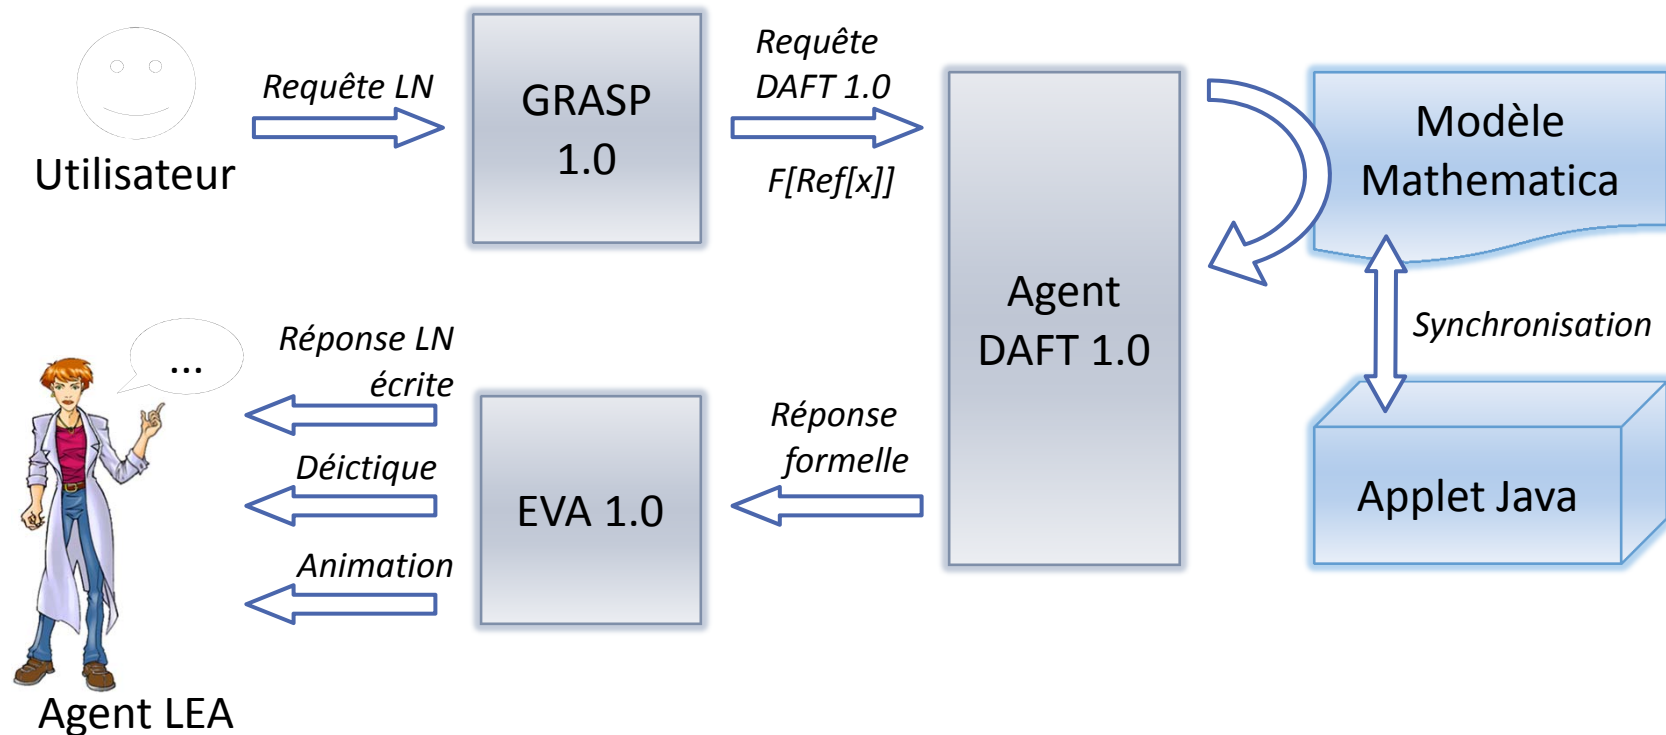 Utilisateur
Requête LN
GRASP
1.0
Requête
DAFT 1.0
F[Ref[x]]
Agent
DAFT 1.0
Modèle
Mathematica
Synchronisation
Applet Java
Réponse
formelle
EVA 1.0
Réponse LN
écrite
Déictique
Animation
...
Agent LEA